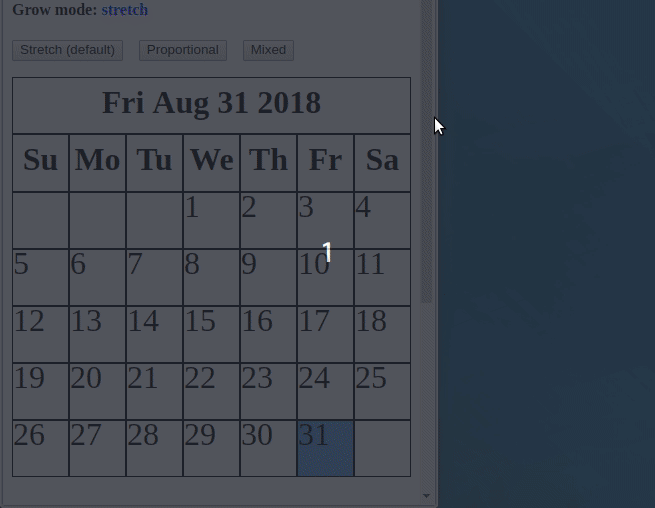 Grow mode: stretch
Stretch (default) Proportional Mixed
Fri Aug 31 2018
Su Mo Tu We Th Fr Sa
1 2 3 4
1
5 6 7 8 9 10 11
12 13 14 15 16 17 18
19 20 21 22 23 24 25
26 27 28 29 30 31